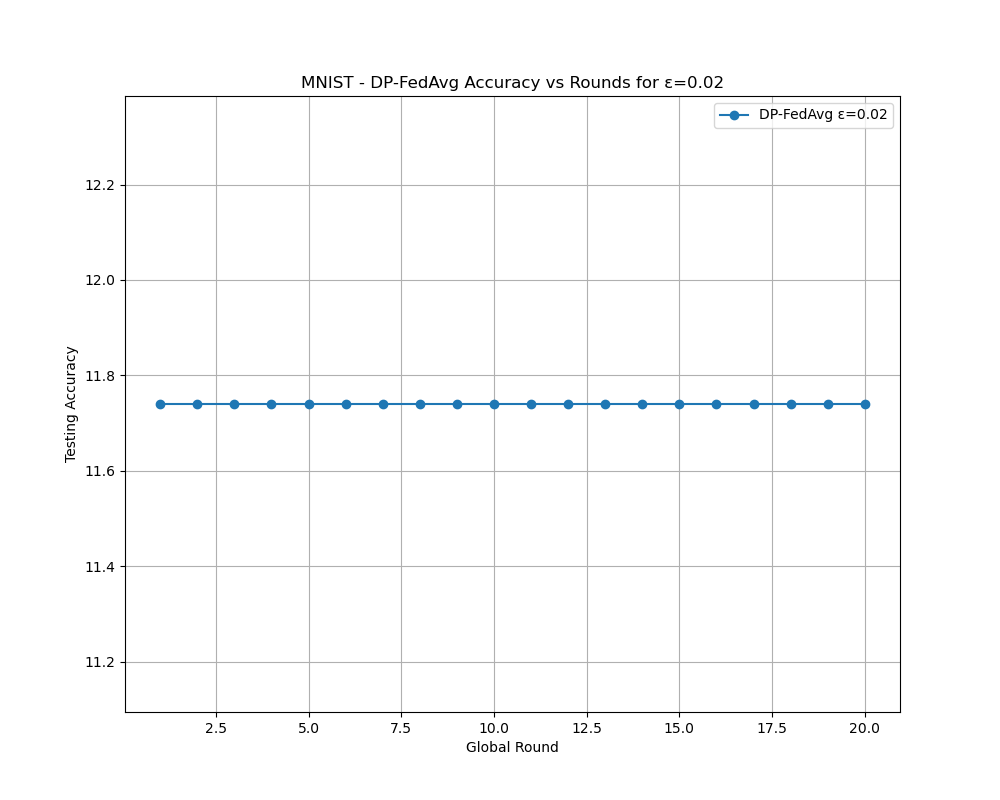 MNIST - DP-FedAvg Accuracy vs Rounds for ε=0.02
DP-FedAvg ε=0.02
12.2
12.0
11.8
11.6
11.4
11.2
Testing Accuracy
2.5 5.0 7.5 10.0 12.5 15.0 17.5 20.0
Global Round